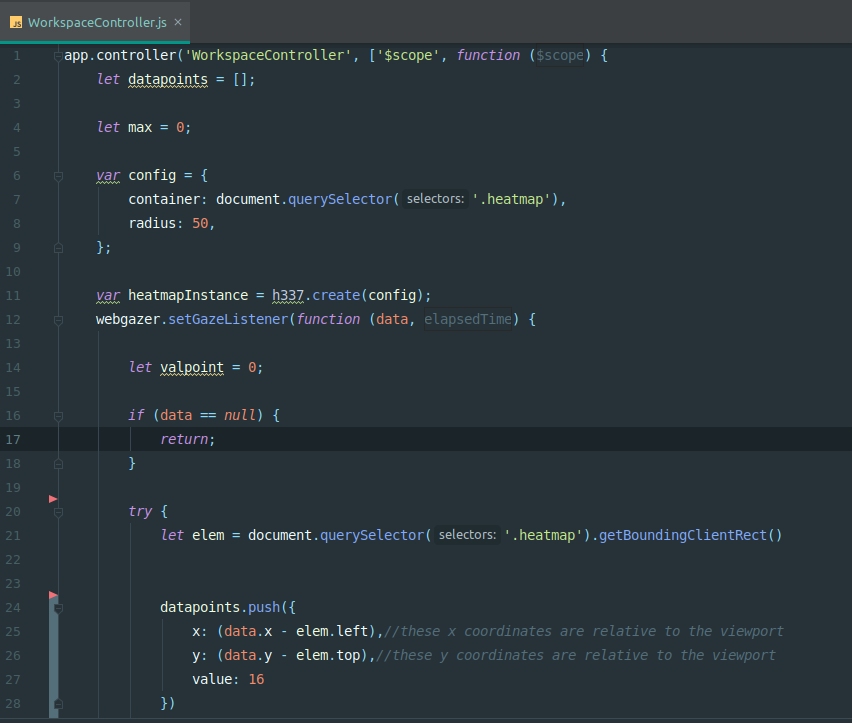 WorkspaceController.js ×
1 app.controller('WorkspaceController', ['$scope', function ($scope) {
2 let datapoints = [];
3
4 let max = 0;
5
6 var config = {
7 container: document.querySelector( selectors: '.heatmap'),
8 radius: 50,
9 };
10
11 var heatmapInstance = h337.create(config);
12 webgazer.setGazeListener(function (data, elapsedTime) {
13
14 let valpoint = 0;
15
16 if (data == null) {
17 return;
18 }
19
20 try {
21 let elem = document.querySelector( selectors: '.heatmap').getBoundingClientRect()
22
23
24 datapoints.push({
25 x: (data.x - elem.left),//these x coordinates are relative to the viewport
26 y: (data.y - elem.top),//these y coordinates are relative to the viewport
27 value: 16
28 })